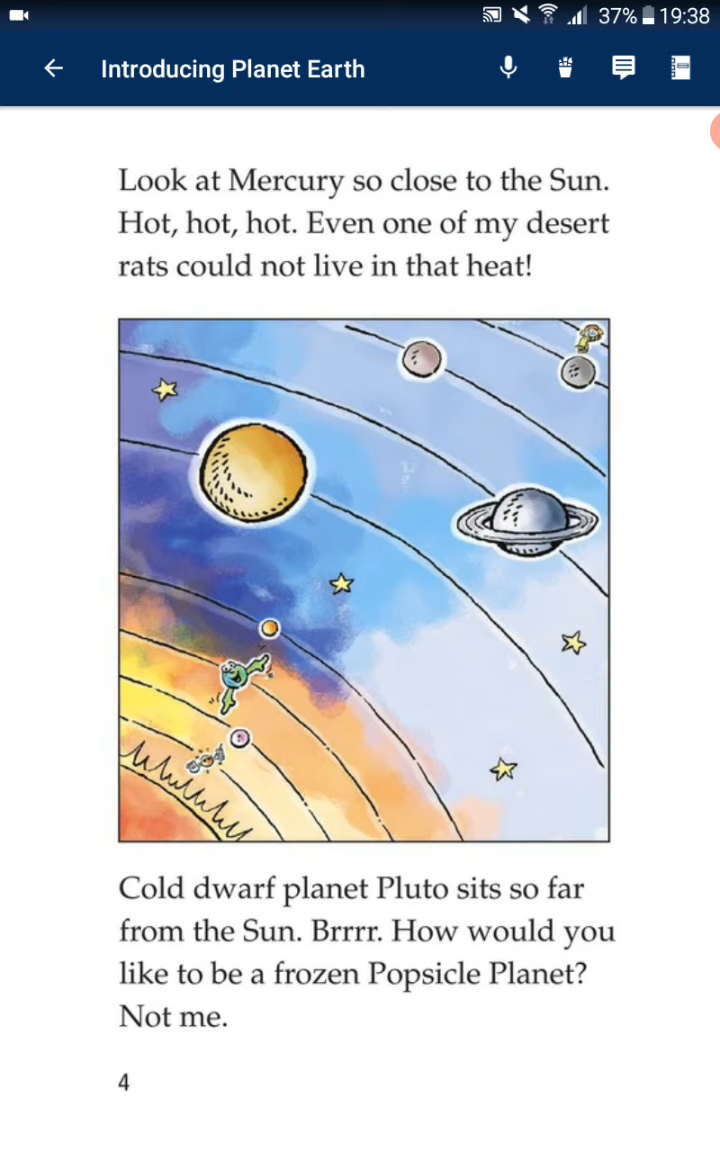 37% 19:38
Introducing Planet Earth
Look at Mercury so close to the Sun.
Hot, hot, hot. Even one of my desert
rats could not live in that heat!
Cold dwarf planet Pluto sits so far
from the Sun. Brrrr. How would you
like to be a frozen Popsicle Planet?
Not me.
4